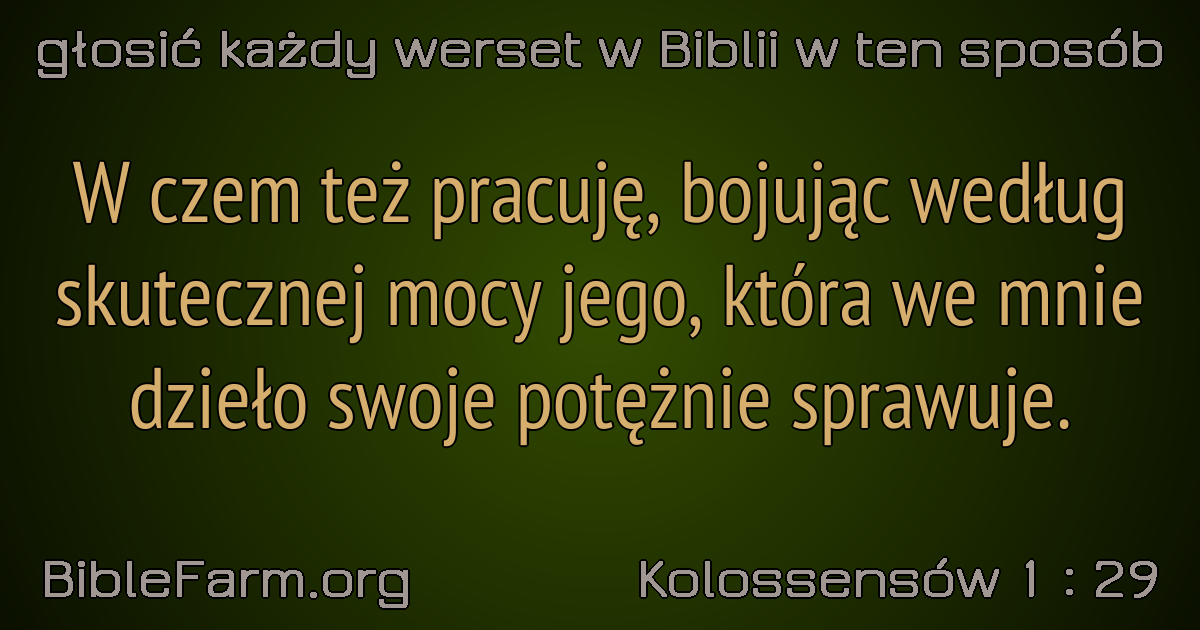 głosić każdy werset w Biblii w ten sposób
W czem też pracuję, bojując według
skutecznej mocy jego, która we mnie
dzieło swoje potężnie sprawuje.
BibleFarm.org
Kolossensów 1 : 29